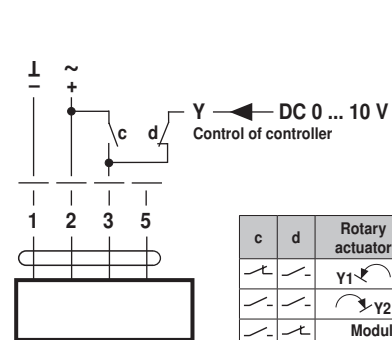 ⊥ ~
– +
c d
Y DC 0 ... 10 V
Control of controller
1 2 3 5
c d Rotary
actuator
Y1
Y2
Modul